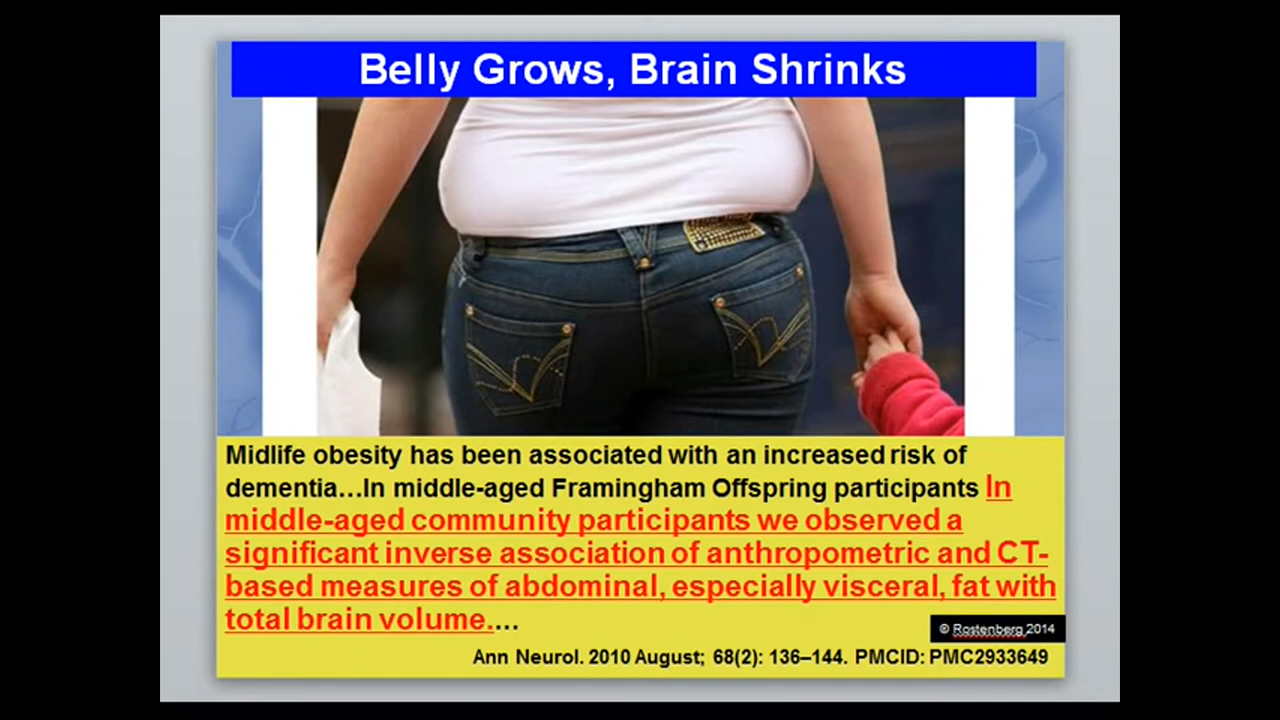 Belly Grows, Brain Shrinks
Midlife obesity has been associated with an increased risk of
dementia…In middle-aged Framingham Offspring participants In
middle-aged community participants we observed a
significant inverse association of anthropometric and CT-
based measures of abdominal, especially visceral, fat with
total brain volume.…
© Rostenberg 2014
Ann Neurol. 2010 August; 68(2): 136–144. PMCID: PMC2933649